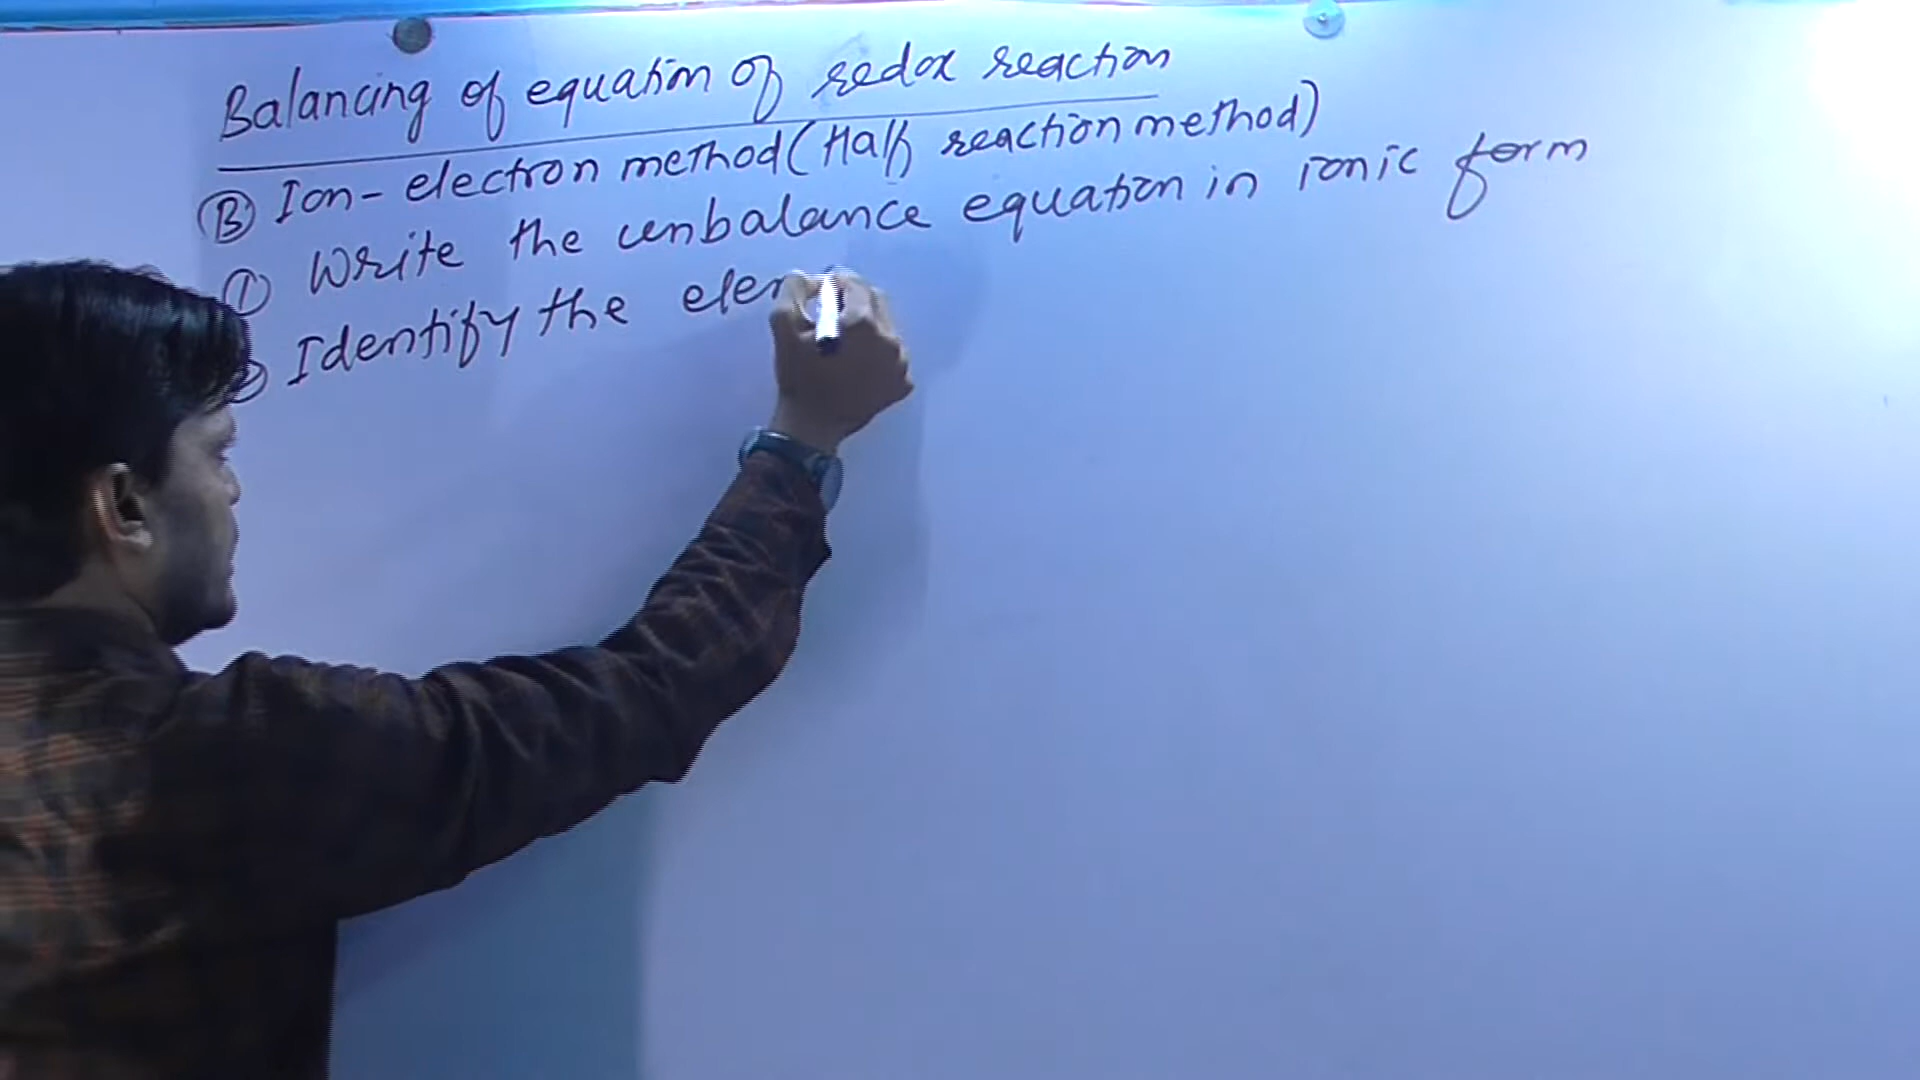 Balancing of equation of redox reaction
(B) Ion-electron method (Half reaction method)
① Write the unbalance equation in ionic form
② Identify the elem